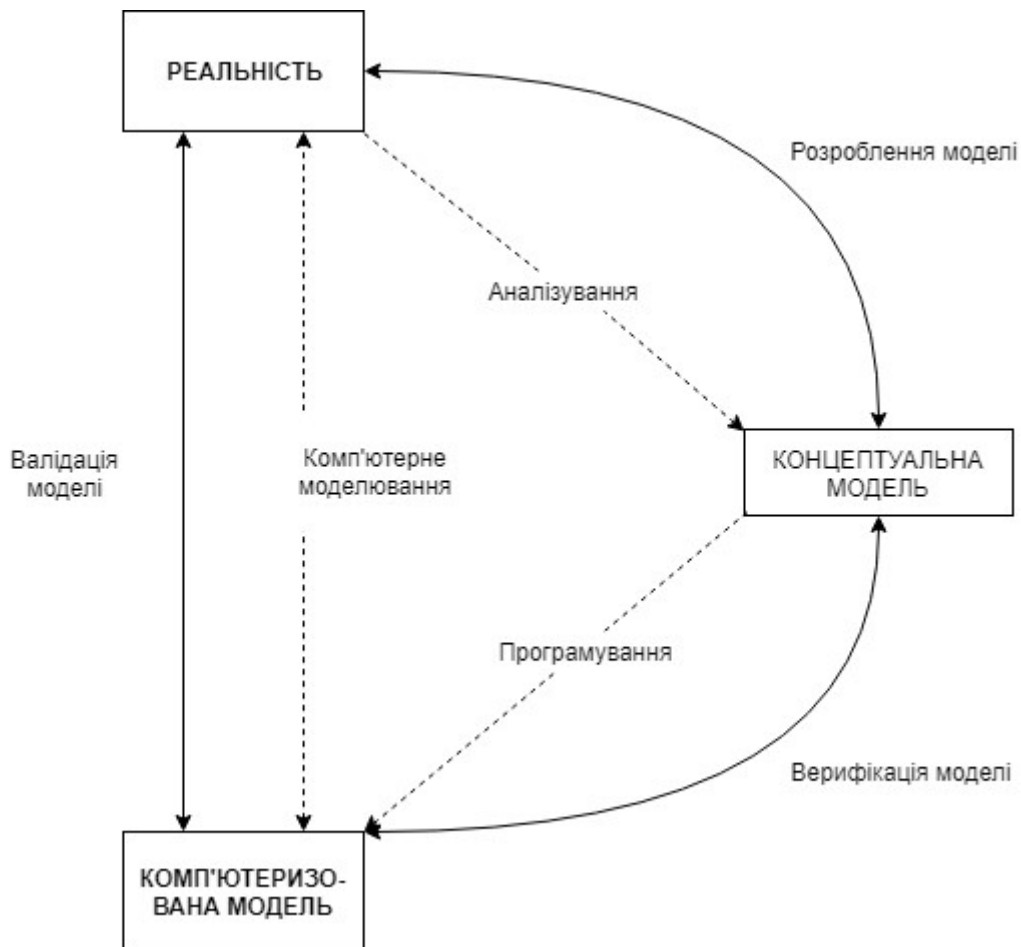 РЕАЛЬНІСТЬ
Розроблення моделі
Аналізування
Валідація
моделі
Комп'ютерне
моделювання
КОНЦЕПТУАЛЬНА
МОДЕЛЬ
Програмування
Верифікація моделі
КОМП'ЮТЕРИЗО-
ВАНА МОДЕЛЬ